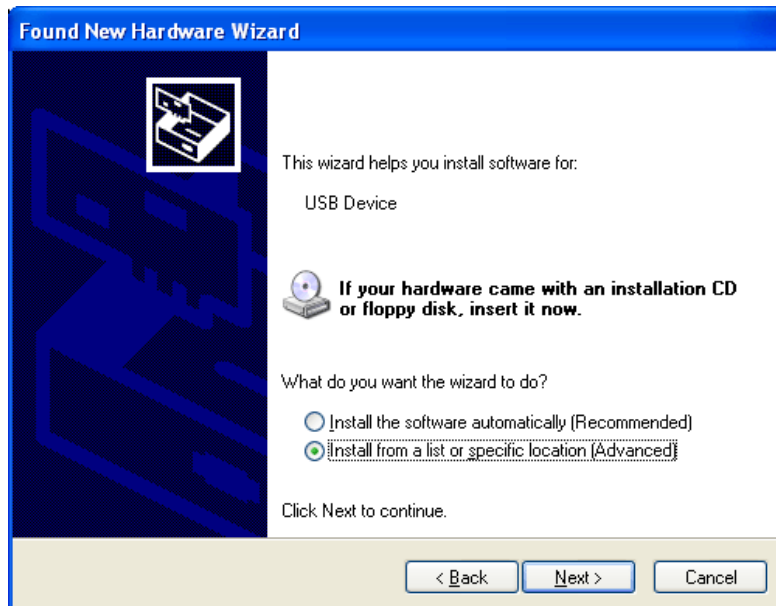 Found New Hardware Wizard
This wizard helps you install software for:
USB Device
If your hardware came with an installation CD
or floppy disk, insert it now.
What do you want the wizard to do?
Install the software automatically (Recommended)
Install from a list or specific location (Advanced)
Click Next to continue.
< Back
Next >
Cancel